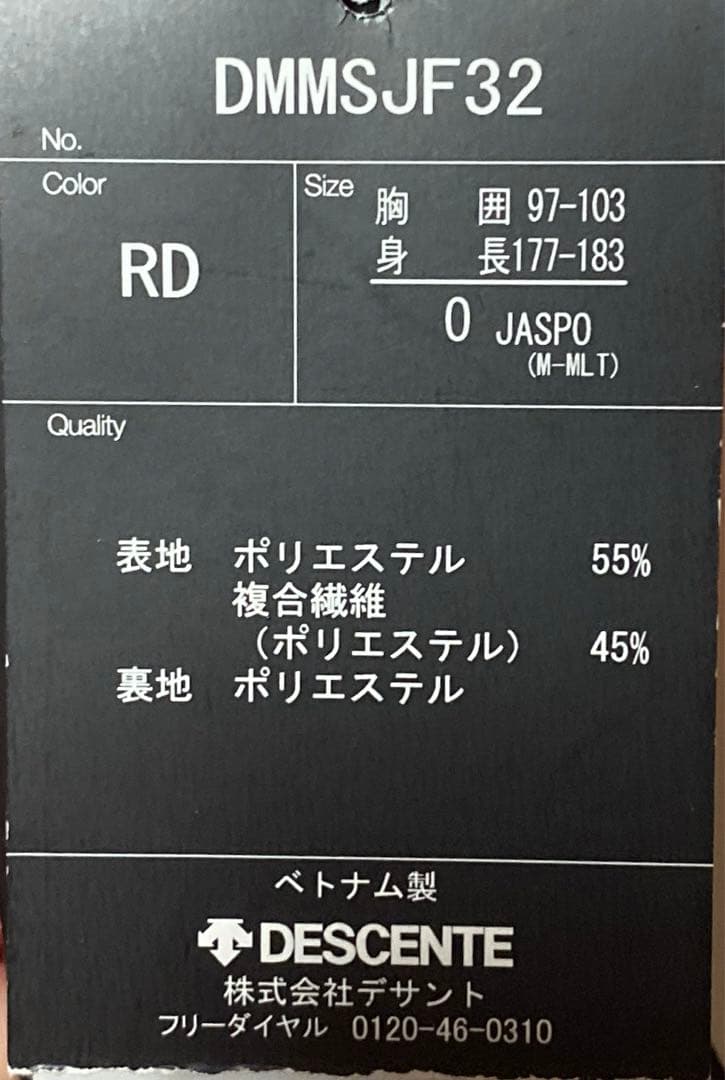 DMMSJF32
No.
Color
RD
Size
胸 囲 97-103
身 長177-183
0 JASPO
(M-MLT)
Quality
表地 ポリエステル 55%
複合繊維
(ポリエステル) 45%
裏地 ポリエステル
ベトナム製
DESCENTE
株式会社デサント
フリーダイヤル 0120-46-0310